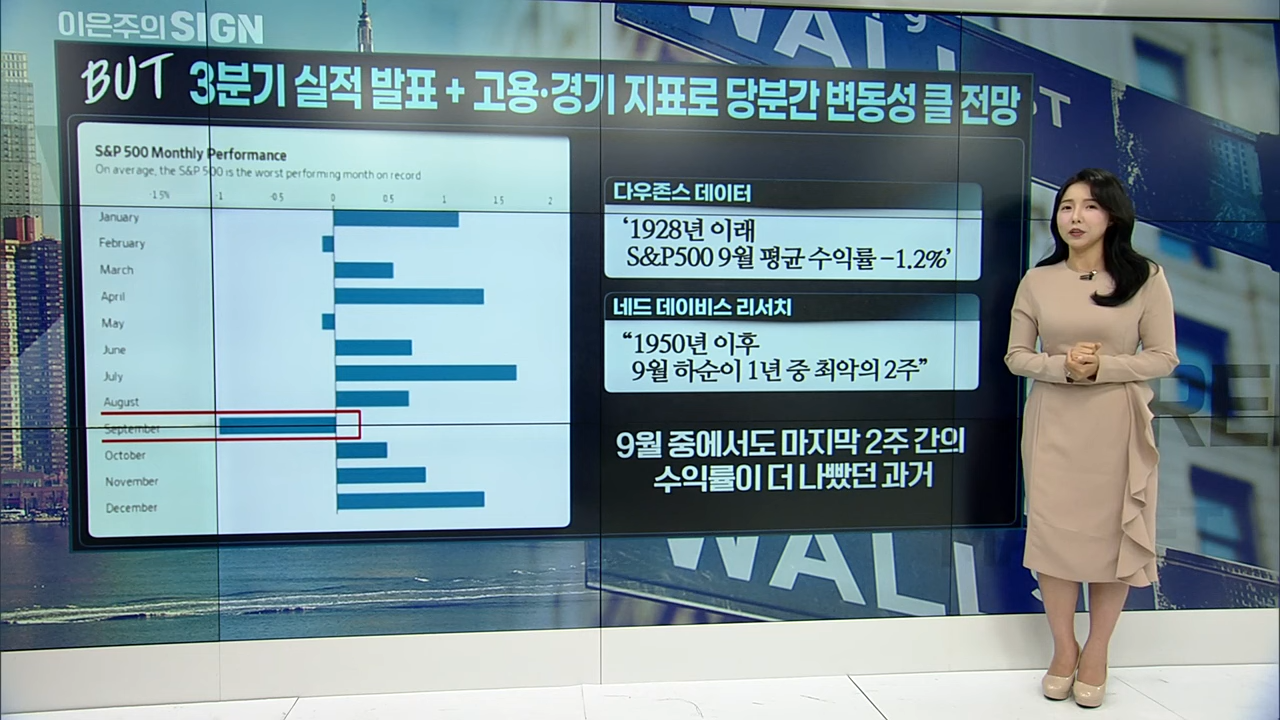 이은주의 SIGN
BUT 3분기 실적 발표 + 고용·경기 지표로 당분간 변동성 클 전망
S&P 500 Monthly Performance
On average, the S&P 500 is the worst performing month on record
-1.5% -1 -0.5 0 0.5 1 1.5 2
January
February
March
April
May
June
July
August
September
October
November
December
다우존스 데이터
‘1928년 이래
S&P500 9월 평균 수익률 -1.2%’
네드 데이비스 리서치
“1950년 이후
9월 하순이 1년 중 최악의 2주”
9월 중에서도 마지막 2주 간의
수익률이 더 나빴던 과거
WALL ST
WALL